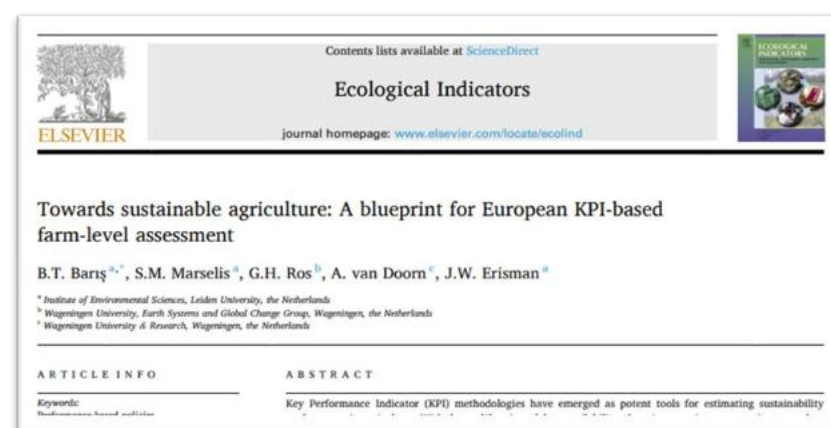 Contents lists available at ScienceDirect
Ecological Indicators
journal homepage: www.elsevier.com/locate/ecolind
ELSEVIER
ECOLOGICAL
INDICATORS
Towards sustainable agriculture: A blueprint for European KPI-based
farm-level assessment
B.T. Barış a,*, S.M. Marselis a, G.H. Ros b, A. van Doorn c, J.W. Erisman a
a Institute of Environmental Sciences, Leiden University, the Netherlands
b Wageningen University, Earth Systems and Global Change Group, Wageningen, the Netherlands
c Wageningen University & Research, Wageningen, the Netherlands
ARTICLE INFO
Keywords:
ABSTRACT
Key Performance Indicator (KPI) methodologies have emerged as potent tools for estimating sustainability